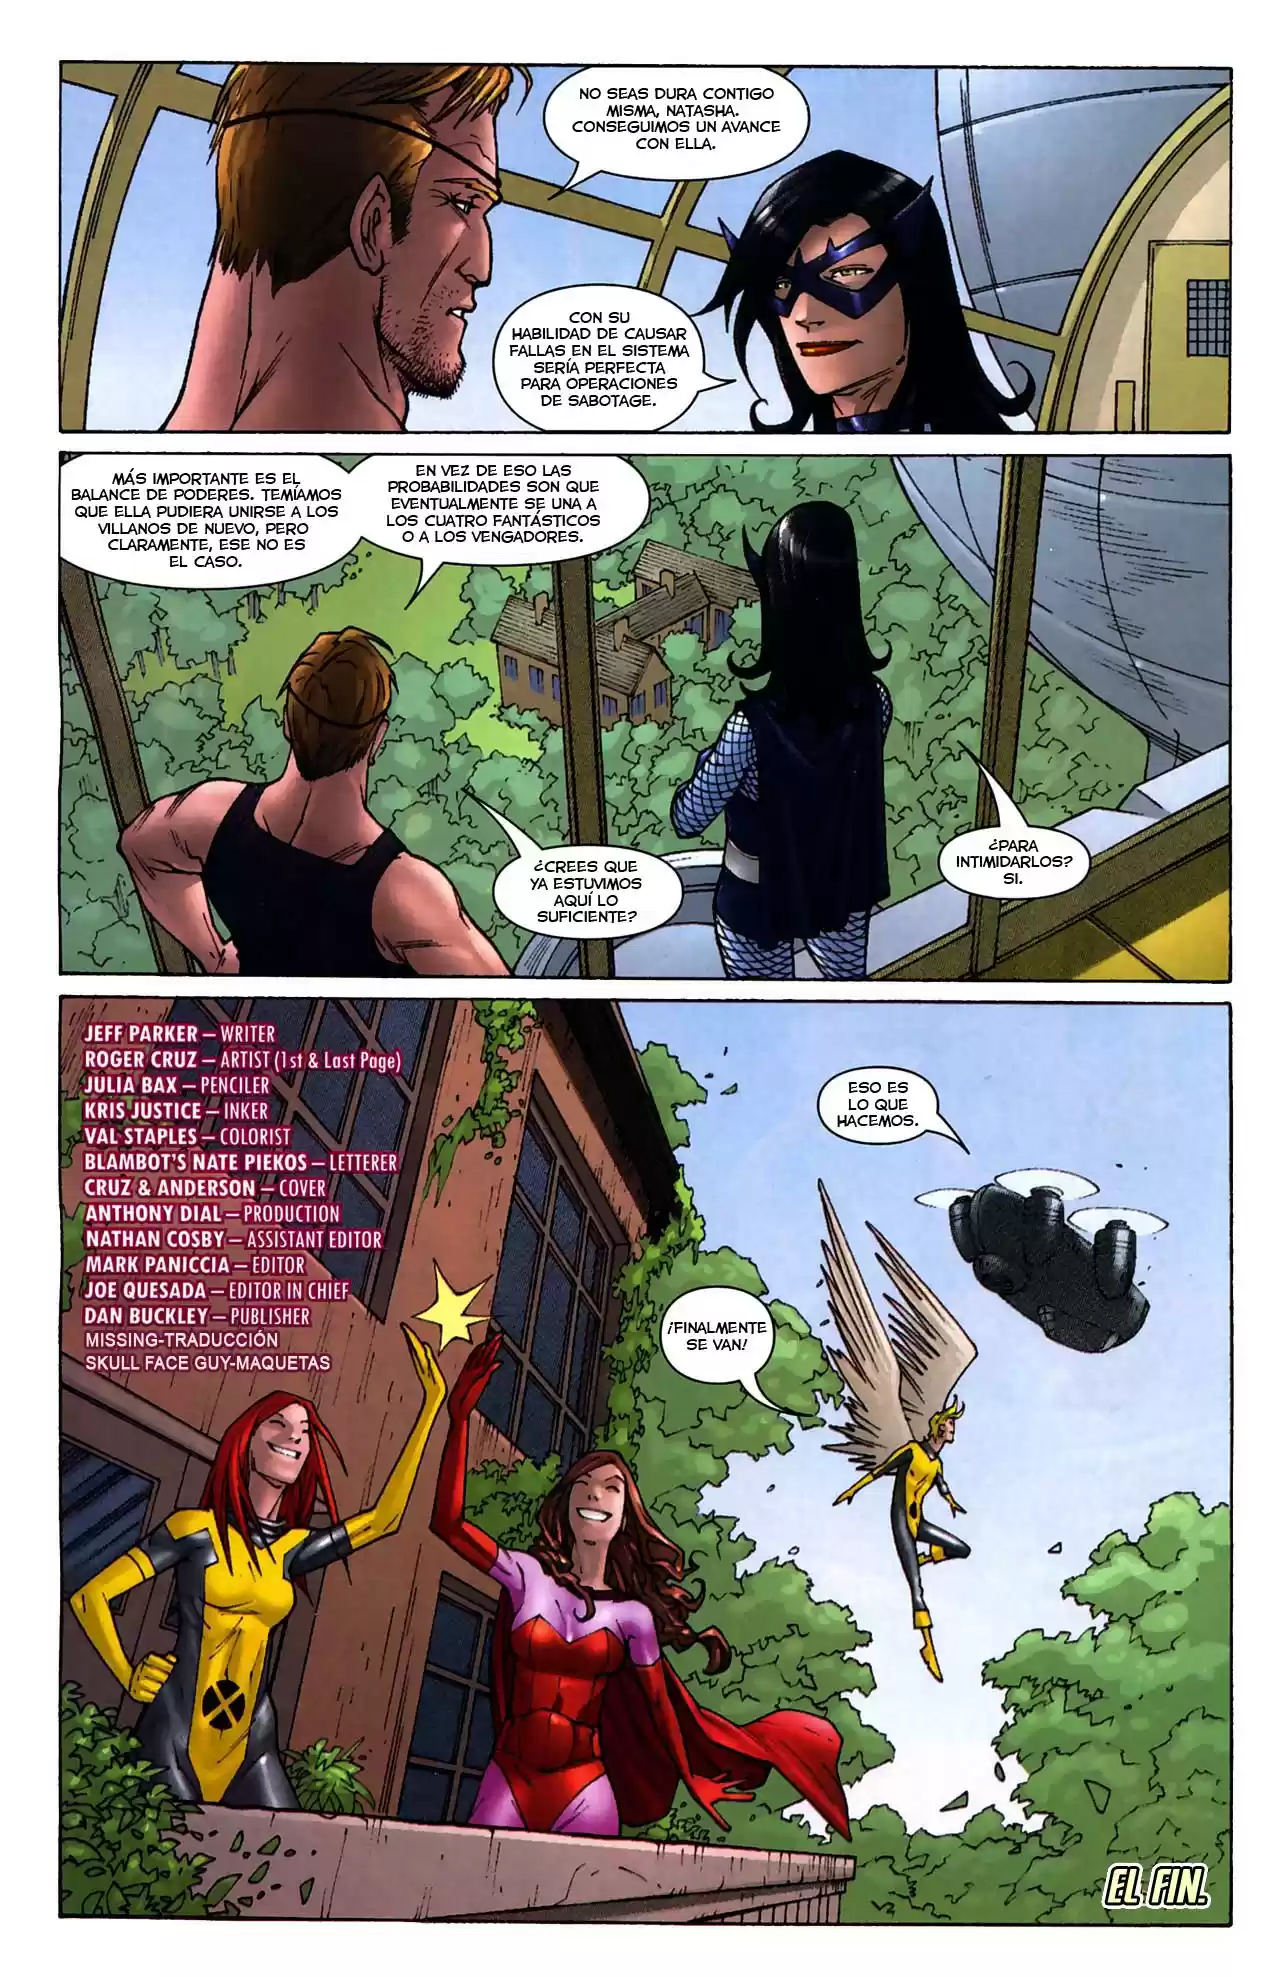 NO SEAS DURA CONTIGO
MISMA, NATASHA.
CONSEGUIMOS UN AVANCE
CON ELLA.
CON SU
HABILIDAD DE CAUSAR
FALLAS EN EL SISTEMA
SERÍA PERFECTA
PARA OPERACIONES
DE SABOTAGE.
MÁS IMPORTANTE ES EL
BALANCE DE PODERES. TEMÍAMOS
QUE ELLA PUDIERA UNIRSE A LOS
VILLANOS DE NUEVO, PERO
CLARAMENTE, ESE NO ES
EL CASO.
EN VEZ DE ESO LAS
PROBABILIDADES SON QUE
EVENTUALMENTE SE UNA A
LOS CUATRO FANTÁSTICOS
O A LOS VENGADORES.
¿CREES QUE
YA ESTUVIMOS
AQUÍ LO
SUFICIENTE?
¿PARA
INTIMIDARLOS?
SI.
JEFF PARKER – WRITER
ROGER CRUZ – ARTIST (1st & Last Page)
JULIA BAX – PENCILER
KRIS JUSTICE – INKER
VAL STAPLES – COLORIST
BLAMBOT'S NATE PIEKOS – LETTERER
CRUZ & ANDERSON – COVER
ANTHONY DIAL – PRODUCTION
NATHAN COSBY – ASSISTANT EDITOR
MARK PANICCIA – EDITOR
JOE QUESADA – EDITOR IN CHIEF
DAN BUCKLEY – PUBLISHER
MISSING-TRADUCCIÓN
SKULL FACE GUY-MAQUETAS
ESO ES
LO QUE
HACEMOS.
¡FINALMENTE
SE VAN!
EL FIN.